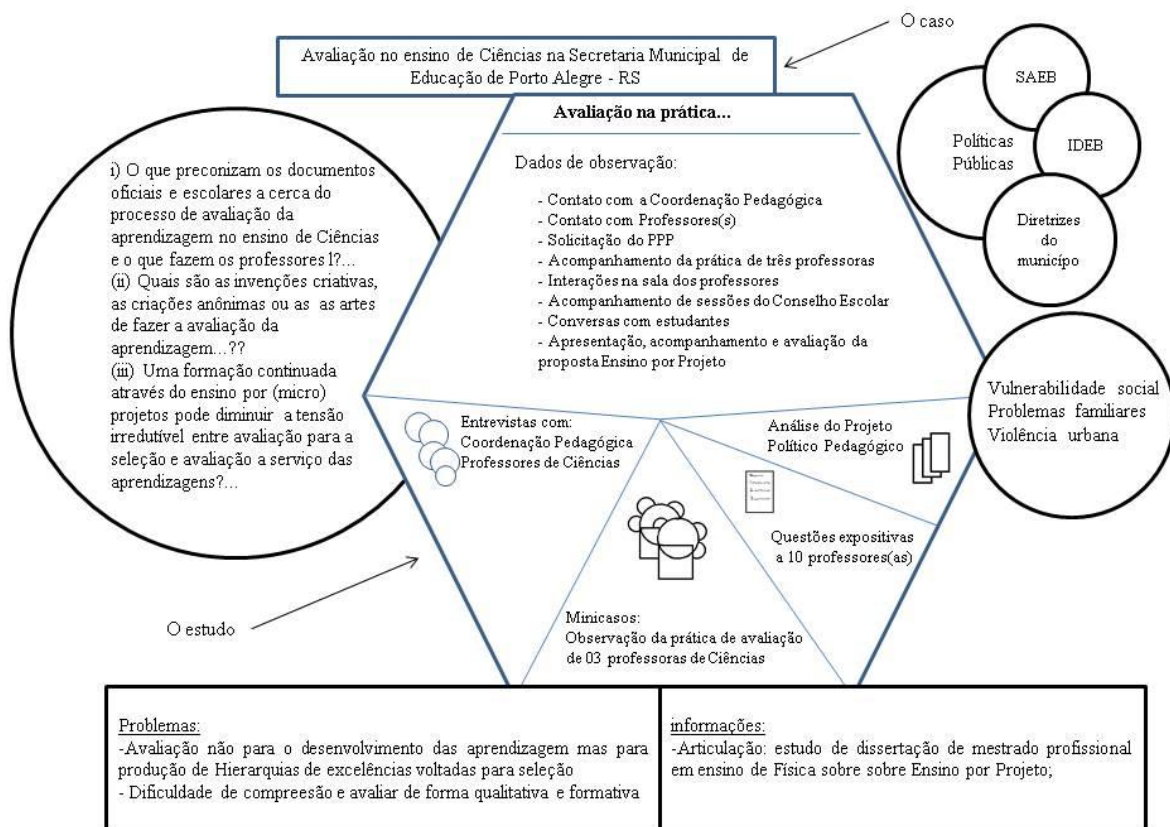 O caso
Avaliação no ensino de Ciências na Secretaria Municipal de
Educação de Porto Alegre - RS
Avaliação na prática...
Dados de observação:
- Contato com a Coordenação Pedagógica
- Contato com Professores(s)
- Solicitação do PPP
- Acompanhamento da prática de três professoras
- Interações na sala dos professores
- Acompanhamento de sessões do Conselho Escolar
- Conversas com estudantes
- Apresentação, acompanhamento e avaliação da
proposta Ensino por Projeto
i) O que preconizam os documentos
oficiais e escolares a cerca do
processo de avaliação da
aprendizagem no ensino de Ciências
e o que fazem os professores l?...
(ii) Quais são as invenções criativas,
as criações anônimas ou as as artes
de fazer a avaliação da
aprendizagem...??
(iii) Uma formação continuada
através do ensino por (micro)
projetos pode diminuir a tensão
irredutível entre avaliação para a
seleção e avaliação a serviço das
aprendizagens?...
Políticas
Públicas
SAEB
IDEB
Diretrizes
do
municípo
Vulnerabilidade social
Problemas familiares
Violência urbana
Entrevistas com:
Coordenação Pedagógica
Professores de Ciências
Análise do Projeto
Político Pedagógico
Questões expositivas
a 10 professores(as)
Minicasos:
Observação da prática de avaliação
de 03 professoras de Ciências
O estudo
Problemas:
-Avaliação não para o desenvolvimento das aprendizagem mas para
produção de Hierarquias de excelências voltadas para seleção
- Dificuldade de compreesão e avaliar de forma qualitativa e formativa
informações:
-Articulação: estudo de dissertação de mestrado profissional
em ensino de Física sobre sobre Ensino por Projeto;